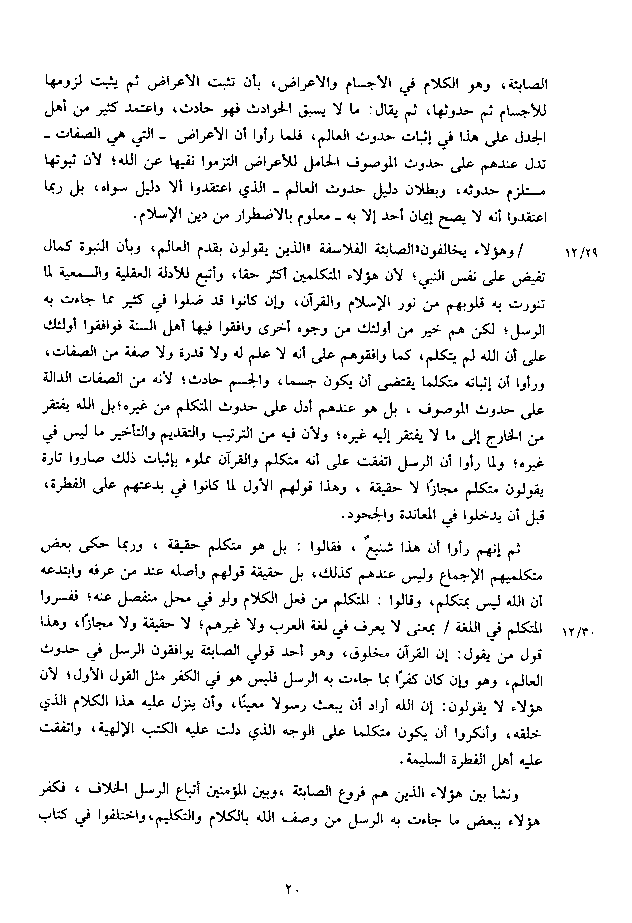 الصابئة، وهو الكلام في الأجسام والأعراض، بأن تثبت الأعراض ثم يثبت لزومها
للأجسام ثم حدوثها، ثم يقال: ما لا يسبق الحوادث فهو حادث، واعتمد كثير من أهل
الجدل على هذا في إثبات حدوث العالم، فلما رأوا أن الأعراض ـ التي هي الصفات ـ
تدل عندهم على حدوث الموصوف الحامل للأعراض التزموا نفيها عن الله؛ لأن ثبوتها
مستلزم حدوثه، وبطلان دليل حدوث العالم ـ الذي اعتقدوا ألا دليل سواه، بل ربما
اعتقدوا أنه لا يصح إيمان أحد إلا به ـ معلوم بالاضطرار من دين الإسلام.
١٢/٢٩ / وهؤلاء يخالفون «الصابئة الفلاسفة» الذين يقولون بقدم العالم، وبأن النبوة كمال
تفيض على نفس النبي؛ لأن هؤلاء المتكلمين أكثر حقا، وأتبع للأدلة العقلية والسمعية لما
تنورت به قلوبهم من نور الإسلام والقرآن، وإن كانوا قد ضلوا في كثير مما جاءت به
الرسل؛ لكن هم خير من أولئك من وجوه أخرى وافقوا فيها أهل السنة فوافقوا أولئك
على أن الله لم يتكلم، كما وافقوهم على أنه لا علم له ولا قدرة ولا صفة من الصفات،
ورأوا أن إثباته متكلما يقتضى أن يكون جسما، والجسم حادث؛ لأنه من الصفات الدالة
على حدوث الموصوف ، بل هو عندهم أدل على حدوث المتكلم من غيره؛ بل الله يفتقر
من الخارج إلى ما لا يفتقر إليه غيره؛ ولأن فيه من الترتيب والتقديم والتأخير ما ليس في
غيره؛ ولما رأوا أن الرسل اتفقت على أنه متكلم والقرآن مملوء بإثبات ذلك صاروا تارة
يقولون متكلم مجازًا لا حقيقة ، وهذا قولهم الأول لما كانوا في بدعتهم على الفطرة،
قبل أن يدخلوا في المعاندة والجحود.
ثم إنهم رأوا أن هذا شنيعٌ ، فقالوا : بل هو متكلم حقيقة ، وربما حكى بعض
متكلميهم الإجماع وليس عندهم كذلك، بل حقيقة قولهم وأصله عند من عرفه وابتدعه
أن الله ليس بمتكلم، وقالوا : المتكلم من فعل الكلام ولو في محل منفصل عنه؛ ففسروا
١٢/٣٠ المتكلم في اللغة / بمعنى لا يعرف في لغة العرب ولا غيرهم؛ لا حقيقة ولا مجازًا، وهذا
قول من يقول: إن القرآن مخلوق، وهو أحد قولي الصابئة يوافقون الرسل في حدوث
العالم، وهو وإن كان كفرًا بما جاءت به الرسل فليس هو في الكفر مثل القول الأول؛ لأن
هؤلاء لا يقولون: إن الله أراد أن يبعث رسولا معينًا، وأن ينزل عليه هذا الكلام الذي
خلقه، وأنكروا أن يكون متكلما على الوجه الذي دلت عليه الكتب الإلهية، واتفقت
عليه أهل الفطرة السليمة.
ونشأ بين هؤلاء الذين هم فروع الصابئة ،وبين المؤمنين أتباع الرسل الخلاف ، فكفر
هؤلاء ببعض ما جاءت به الرسل من وصف الله بالكلام والتكليم،واختلفوا في كتاب
٢٠